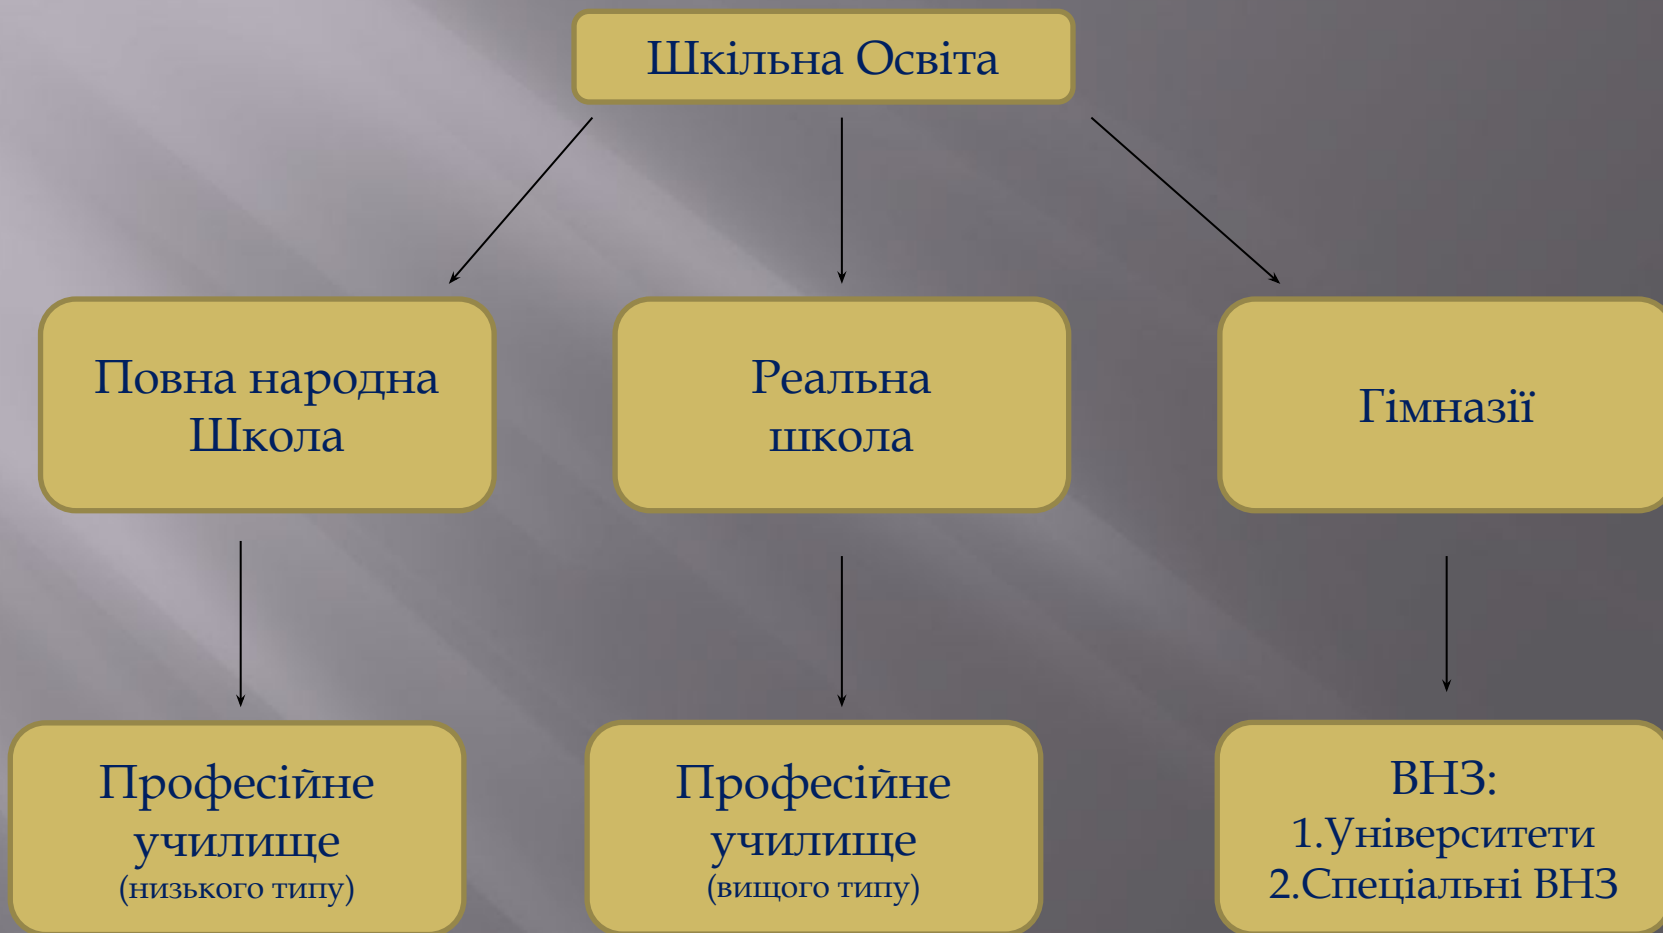 Шкільна Освіта
Повна народна
Школа
Реальна
школа
Гімназії
Професійне
училище
(низького типу)
Професійне
училище
(вищого типу)
ВНЗ:
1.Університети
2.Спеціальні ВНЗ